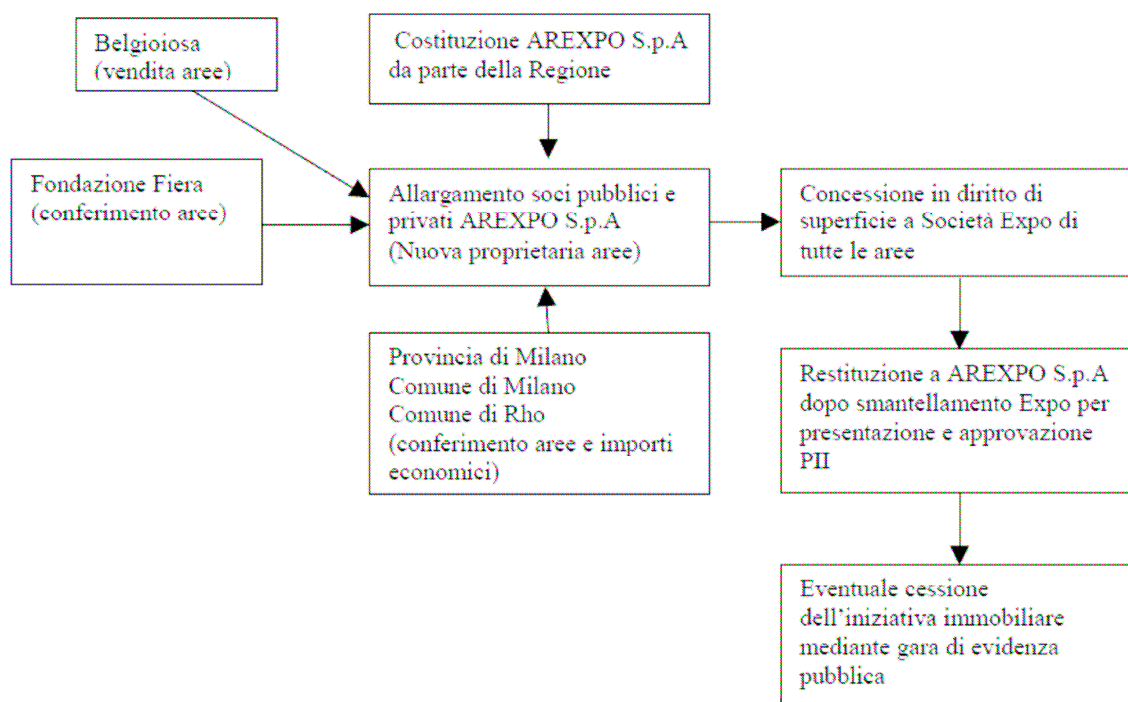 Belgioiosa
(vendita aree)
Costituzione AREXPO S.p.A
da parte della Regione
Fondazione Fiera
(conferimento aree)
Allargamento soci pubblici e
privati AREXPO S.p.A
(Nuova proprietaria aree)
Concessione in diritto di
superficie a Società Expo di
tutte le aree
Provincia di Milano
Comune di Milano
Comune di Rho
(conferimento aree e importi
economici)
Restituzione a AREXPO S.p.A
dopo smantellamento Expo per
presentazione e approvazione
PII
Eventuale cessione
dell’iniziativa immobiliare
mediante gara di evidenza
pubblica